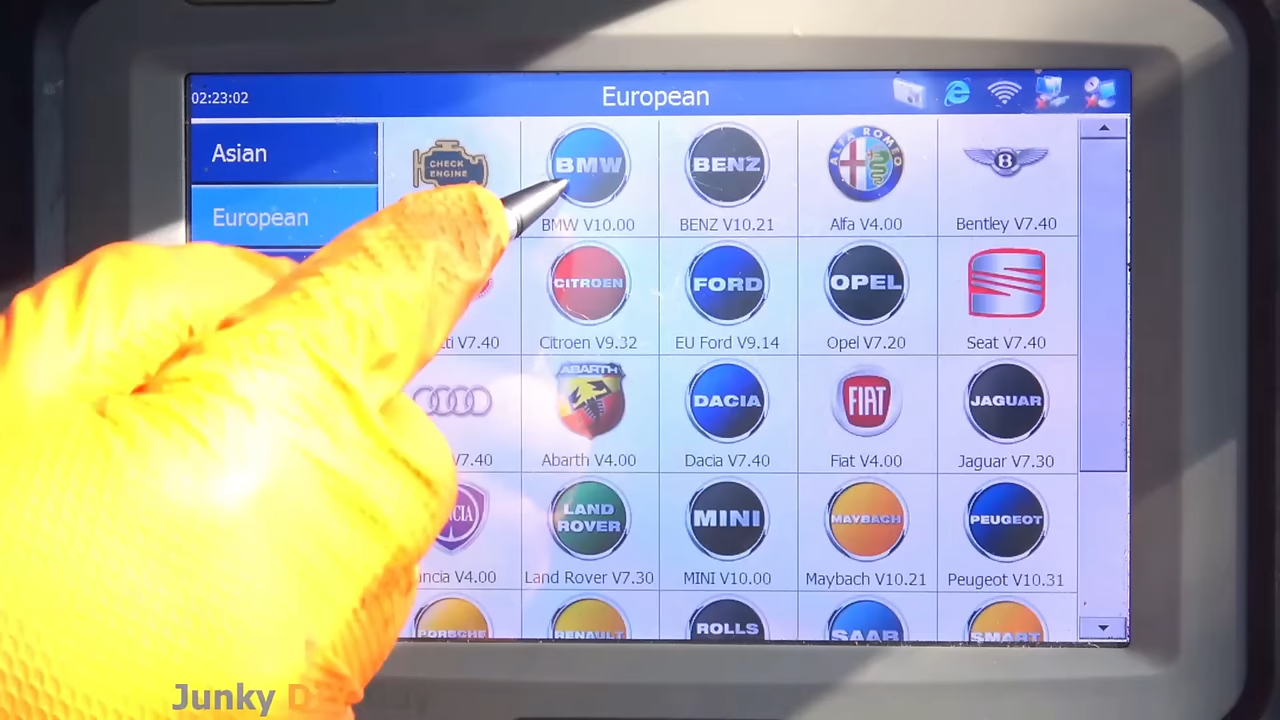 02:23:02
European
Asian
European
CHECK
ENGINE
BMW
BMW V10.00
BENZ
BENZ V10.21
ALFA ROMEO
Alfa V4.00
B
Bentley V7.40
V7.40
CITROEN
Citroen V9.32
FORD
EU Ford V9.14
OPEL
Opel V7.20
Seat V7.40
V7.40
ABARTH
Abarth V4.00
DACIA
Dacia V7.40
FIAT
Fiat V4.00
JAGUAR
Jaguar V7.30
ncia V4.00
LAND
ROVER
Land Rover V7.30
MINI
MINI V10.00
MAYBACH
Maybach V10.21
PEUGEOT
Peugeot V10.31
PORSCHE
RENAULT
ROLLS
SAAB
SMART
Junky D